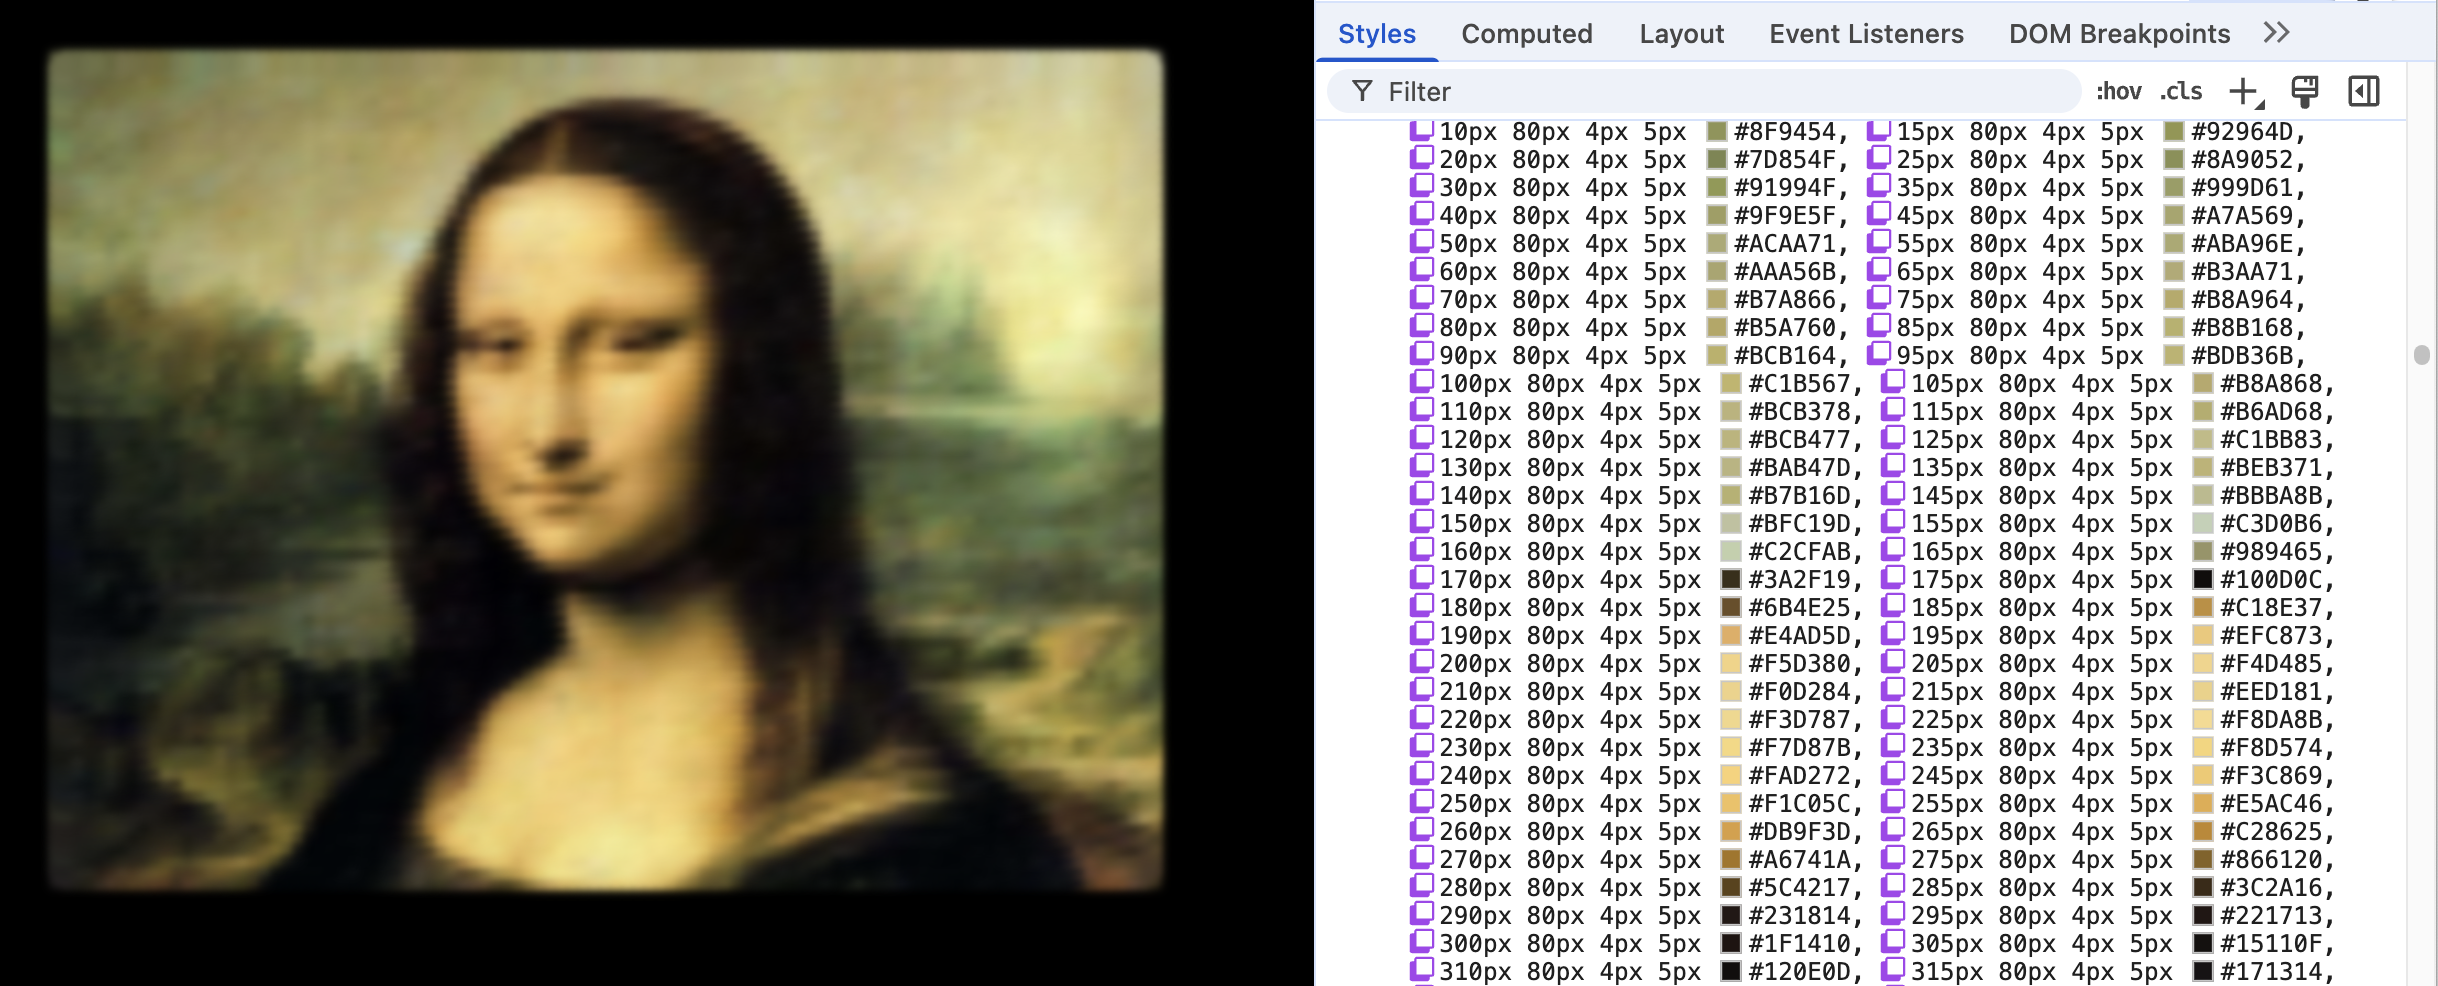 Styles Computed Layout Event Listeners DOM Breakpoints
Filter :hov .cls
10px 80px 4px 5px #8F9454, 15px 80px 4px 5px #92964D,
20px 80px 4px 5px #7D854F, 25px 80px 4px 5px #8A9052,
30px 80px 4px 5px #91994F, 35px 80px 4px 5px #999D61,
40px 80px 4px 5px #9F9E5F, 45px 80px 4px 5px #A7A569,
50px 80px 4px 5px #ACAA71, 55px 80px 4px 5px #ABA96E,
60px 80px 4px 5px #AAA56B, 65px 80px 4px 5px #B3AA71,
70px 80px 4px 5px #B7A866, 75px 80px 4px 5px #B8A964,
80px 80px 4px 5px #B5A760, 85px 80px 4px 5px #B8B168,
90px 80px 4px 5px #BCB164, 95px 80px 4px 5px #BDB36B,
100px 80px 4px 5px #C1B567, 105px 80px 4px 5px #B8A868,
110px 80px 4px 5px #BCB378, 115px 80px 4px 5px #B6AD68,
120px 80px 4px 5px #BCB477, 125px 80px 4px 5px #C1BB83,
130px 80px 4px 5px #BAB47D, 135px 80px 4px 5px #BEB371,
140px 80px 4px 5px #B7B16D, 145px 80px 4px 5px #BBBA8B,
150px 80px 4px 5px #BFC19D, 155px 80px 4px 5px #C3D0B6,
160px 80px 4px 5px #C2CFAB, 165px 80px 4px 5px #989465,
170px 80px 4px 5px #3A2F19, 175px 80px 4px 5px #100D0C,
180px 80px 4px 5px #6B4E25, 185px 80px 4px 5px #C18E37,
190px 80px 4px 5px #E4AD5D, 195px 80px 4px 5px #EFC873,
200px 80px 4px 5px #F5D380, 205px 80px 4px 5px #F4D485,
210px 80px 4px 5px #F0D284, 215px 80px 4px 5px #EED181,
220px 80px 4px 5px #F3D787, 225px 80px 4px 5px #F8DA8B,
230px 80px 4px 5px #F7D87B, 235px 80px 4px 5px #F8D574,
240px 80px 4px 5px #FAD272, 245px 80px 4px 5px #F3C869,
250px 80px 4px 5px #F1C05C, 255px 80px 4px 5px #E5AC46,
260px 80px 4px 5px #DB9F3D, 265px 80px 4px 5px #C28625,
270px 80px 4px 5px #A6741A, 275px 80px 4px 5px #866120,
280px 80px 4px 5px #5C4217, 285px 80px 4px 5px #3C2A16,
290px 80px 4px 5px #231814, 295px 80px 4px 5px #221713,
300px 80px 4px 5px #1F1410, 305px 80px 4px 5px #15110F,
310px 80px 4px 5px #120E0D, 315px 80px 4px 5px #171314,